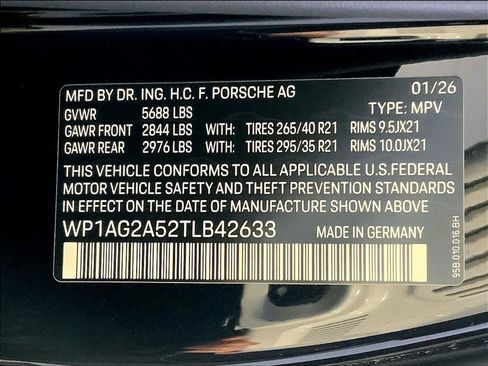 MFD BY DR. ING. H.C. F. PORSCHE AG 01/26
GVWR 5688 LBS TYPE: MPV
GAWR FRONT 2844 LBS WITH: TIRES 265/40 R21 RIMS 9.5JX21
GAWR REAR 2976 LBS WITH: TIRES 295/35 R21 RIMS 10.0JX21
THIS VEHICLE CONFORMS TO ALL APPLICABLE U.S.FEDERAL
MOTOR VEHICLE SAFETY AND THEFT PREVENTION STANDARDS
IN EFFECT ON THE DATE OF MANUFACTURE SHOWN ABOVE
WP1AG2A52TLB42633 MADE IN GERMANY
95B.010.016.BH